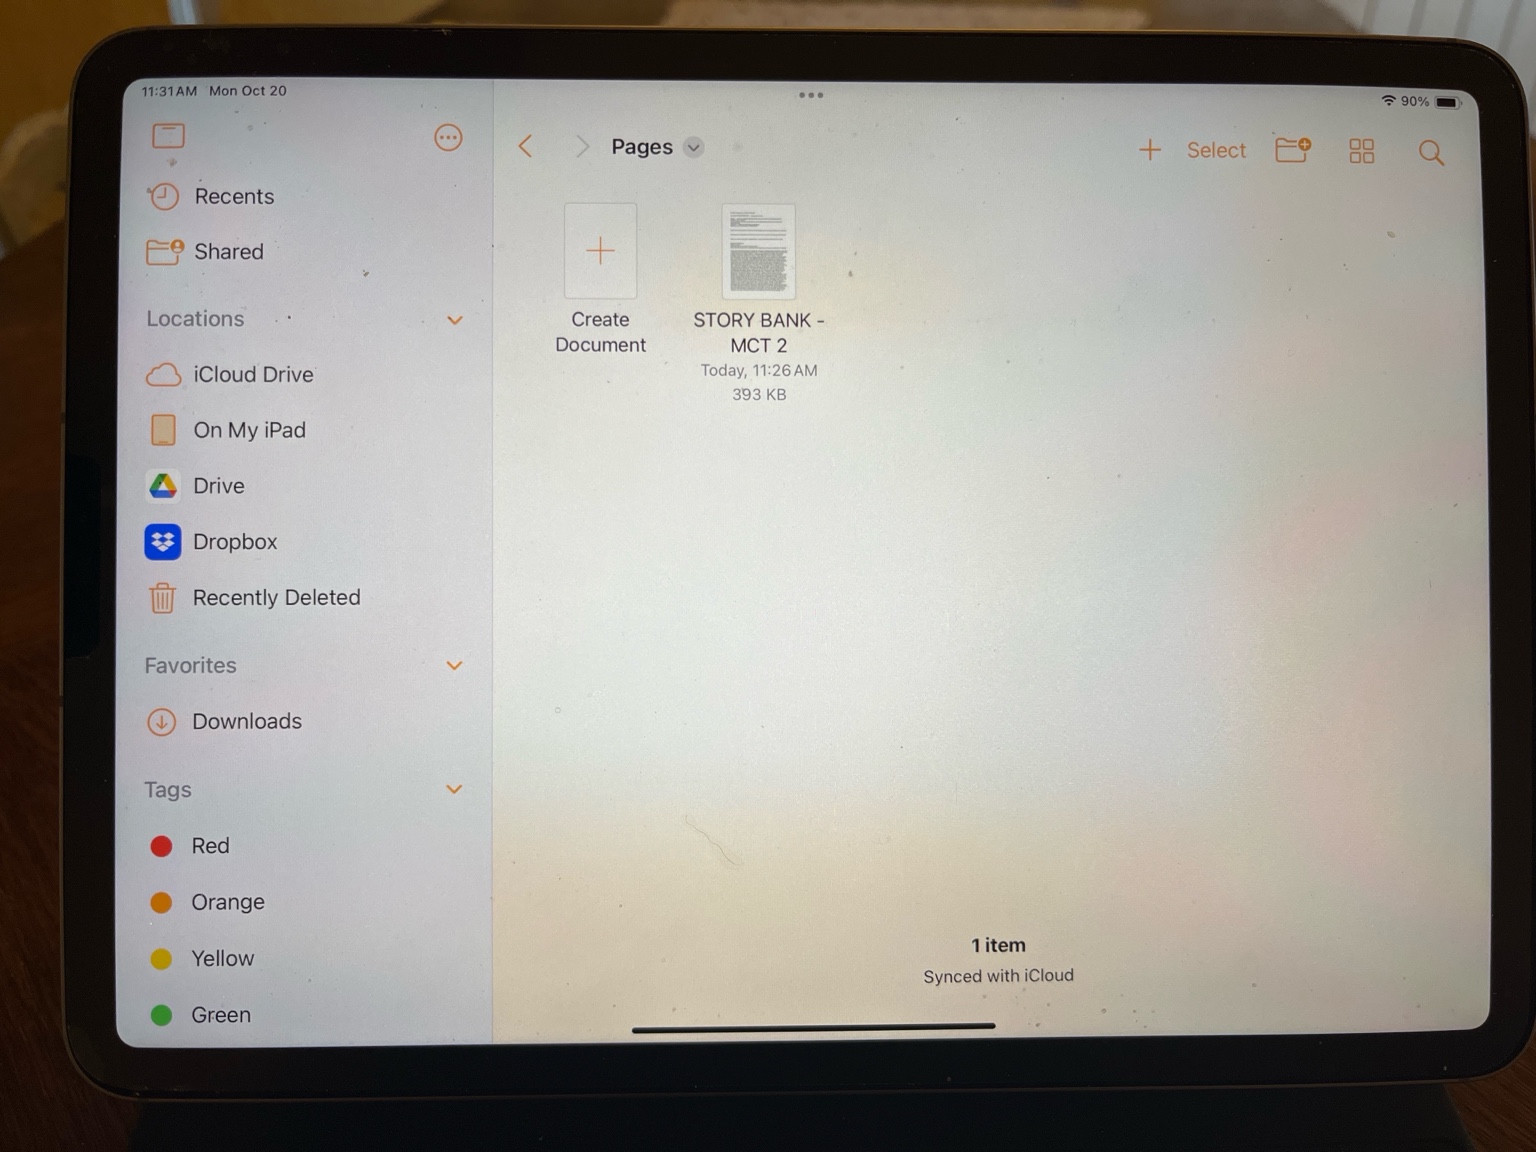 11:31 AM Mon Oct 20
90%
Recents
Shared
Locations
iCloud Drive
On My iPad
Drive
Dropbox
Recently Deleted
Favorites
Downloads
Tags
Red
Orange
Yellow
Green
Pages
Select
Create
Document
STORY BANK -
MCT 2
Today, 11:26 AM
393 KB
1 item
Synced with iCloud